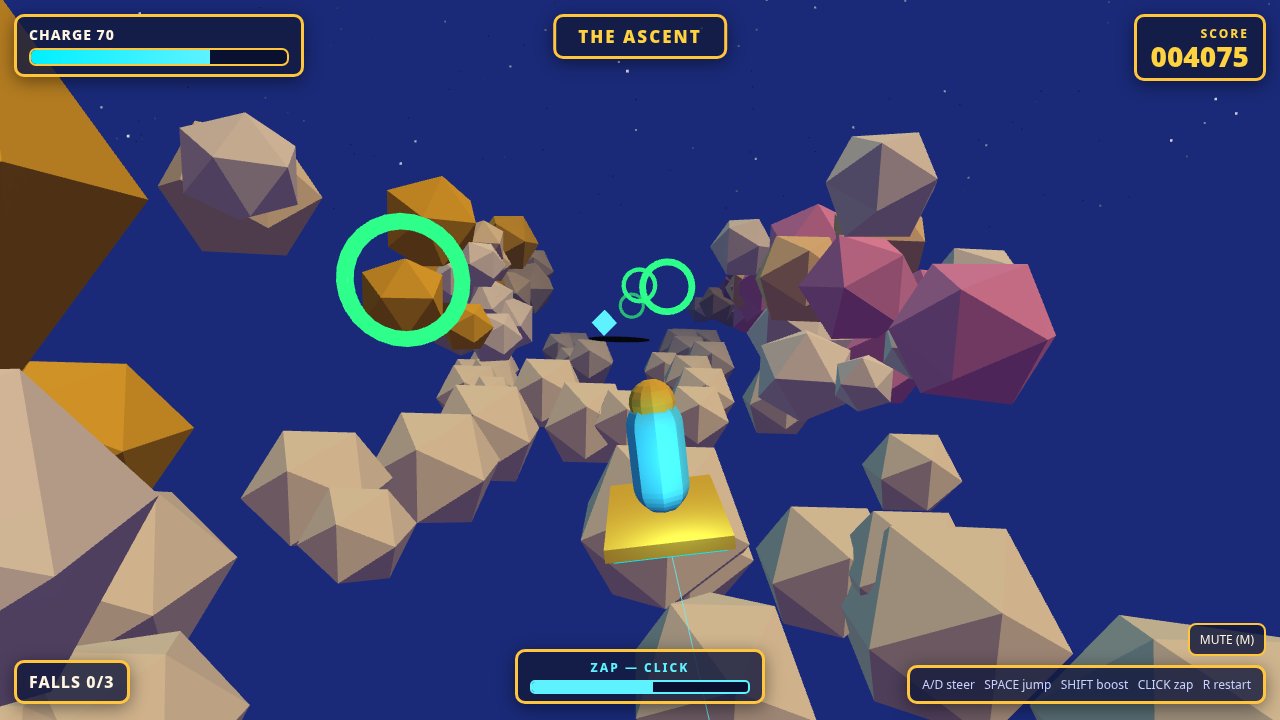 CHARGE 70
THE ASCENT
SCORE
004075
FALLS 0/3
ZAP — CLICK
MUTE (M)
A/D steer SPACE jump SHIFT boost CLICK zap R restart